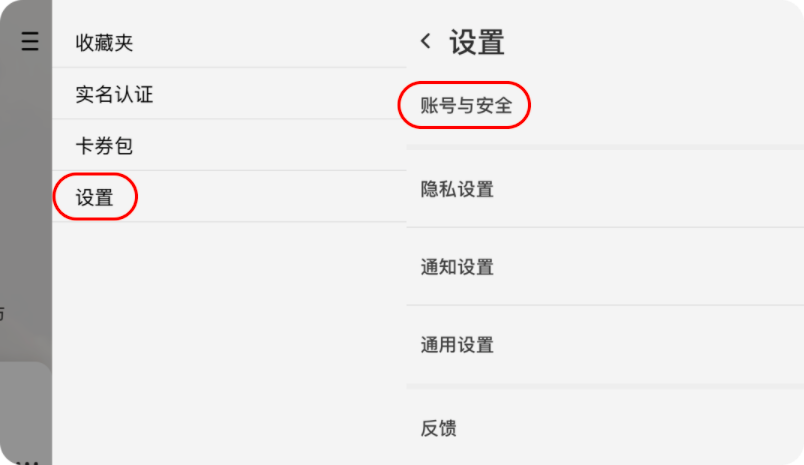 收藏夹
实名认证
卡券包
设置
设置
账号与安全
隐私设置
通知设置
通用设置
反馈